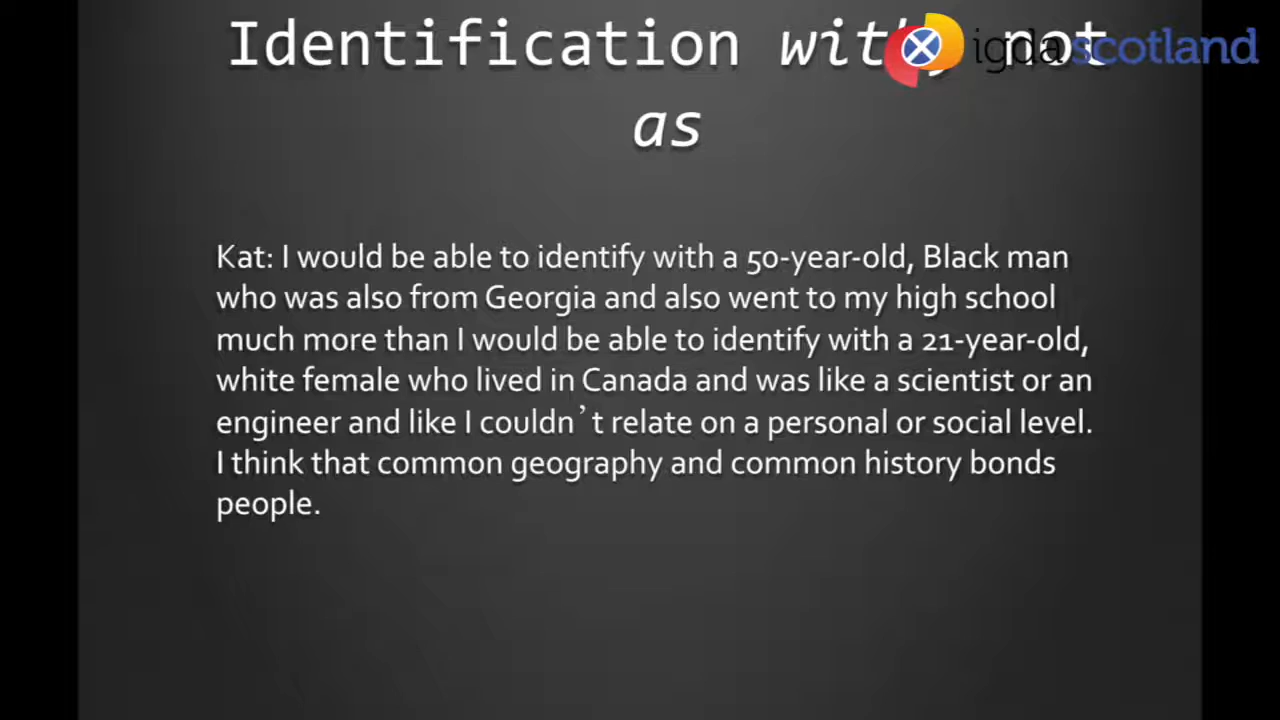 Identification with, not
as
igda scotland
Kat: I would be able to identify with a 50-year-old, Black man
who was also from Georgia and also went to my high school
much more than I would be able to identify with a 21-year-old,
white female who lived in Canada and was like a scientist or an
engineer and like I couldn’t relate on a personal or social level.
I think that common geography and common history bonds
people.